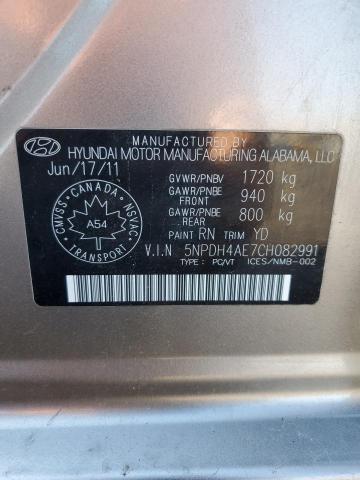 MANUFACTURED BY
HYUNDAI MOTOR MANUFACTURING ALABAMA, LLC
Jun/17/11
GVWR/PNBV 1720 kg
GAWR/PNBE FRONT 940 kg
GAWR/PNBE REAR 800 kg
PAINT RN TRIM YD
V.I.N 5NPDH4AE7CH082991
TYPE : PC/VT ICES/NMB-002
CANADA
CMVSS
NSVAC
A54
TRANSPORT